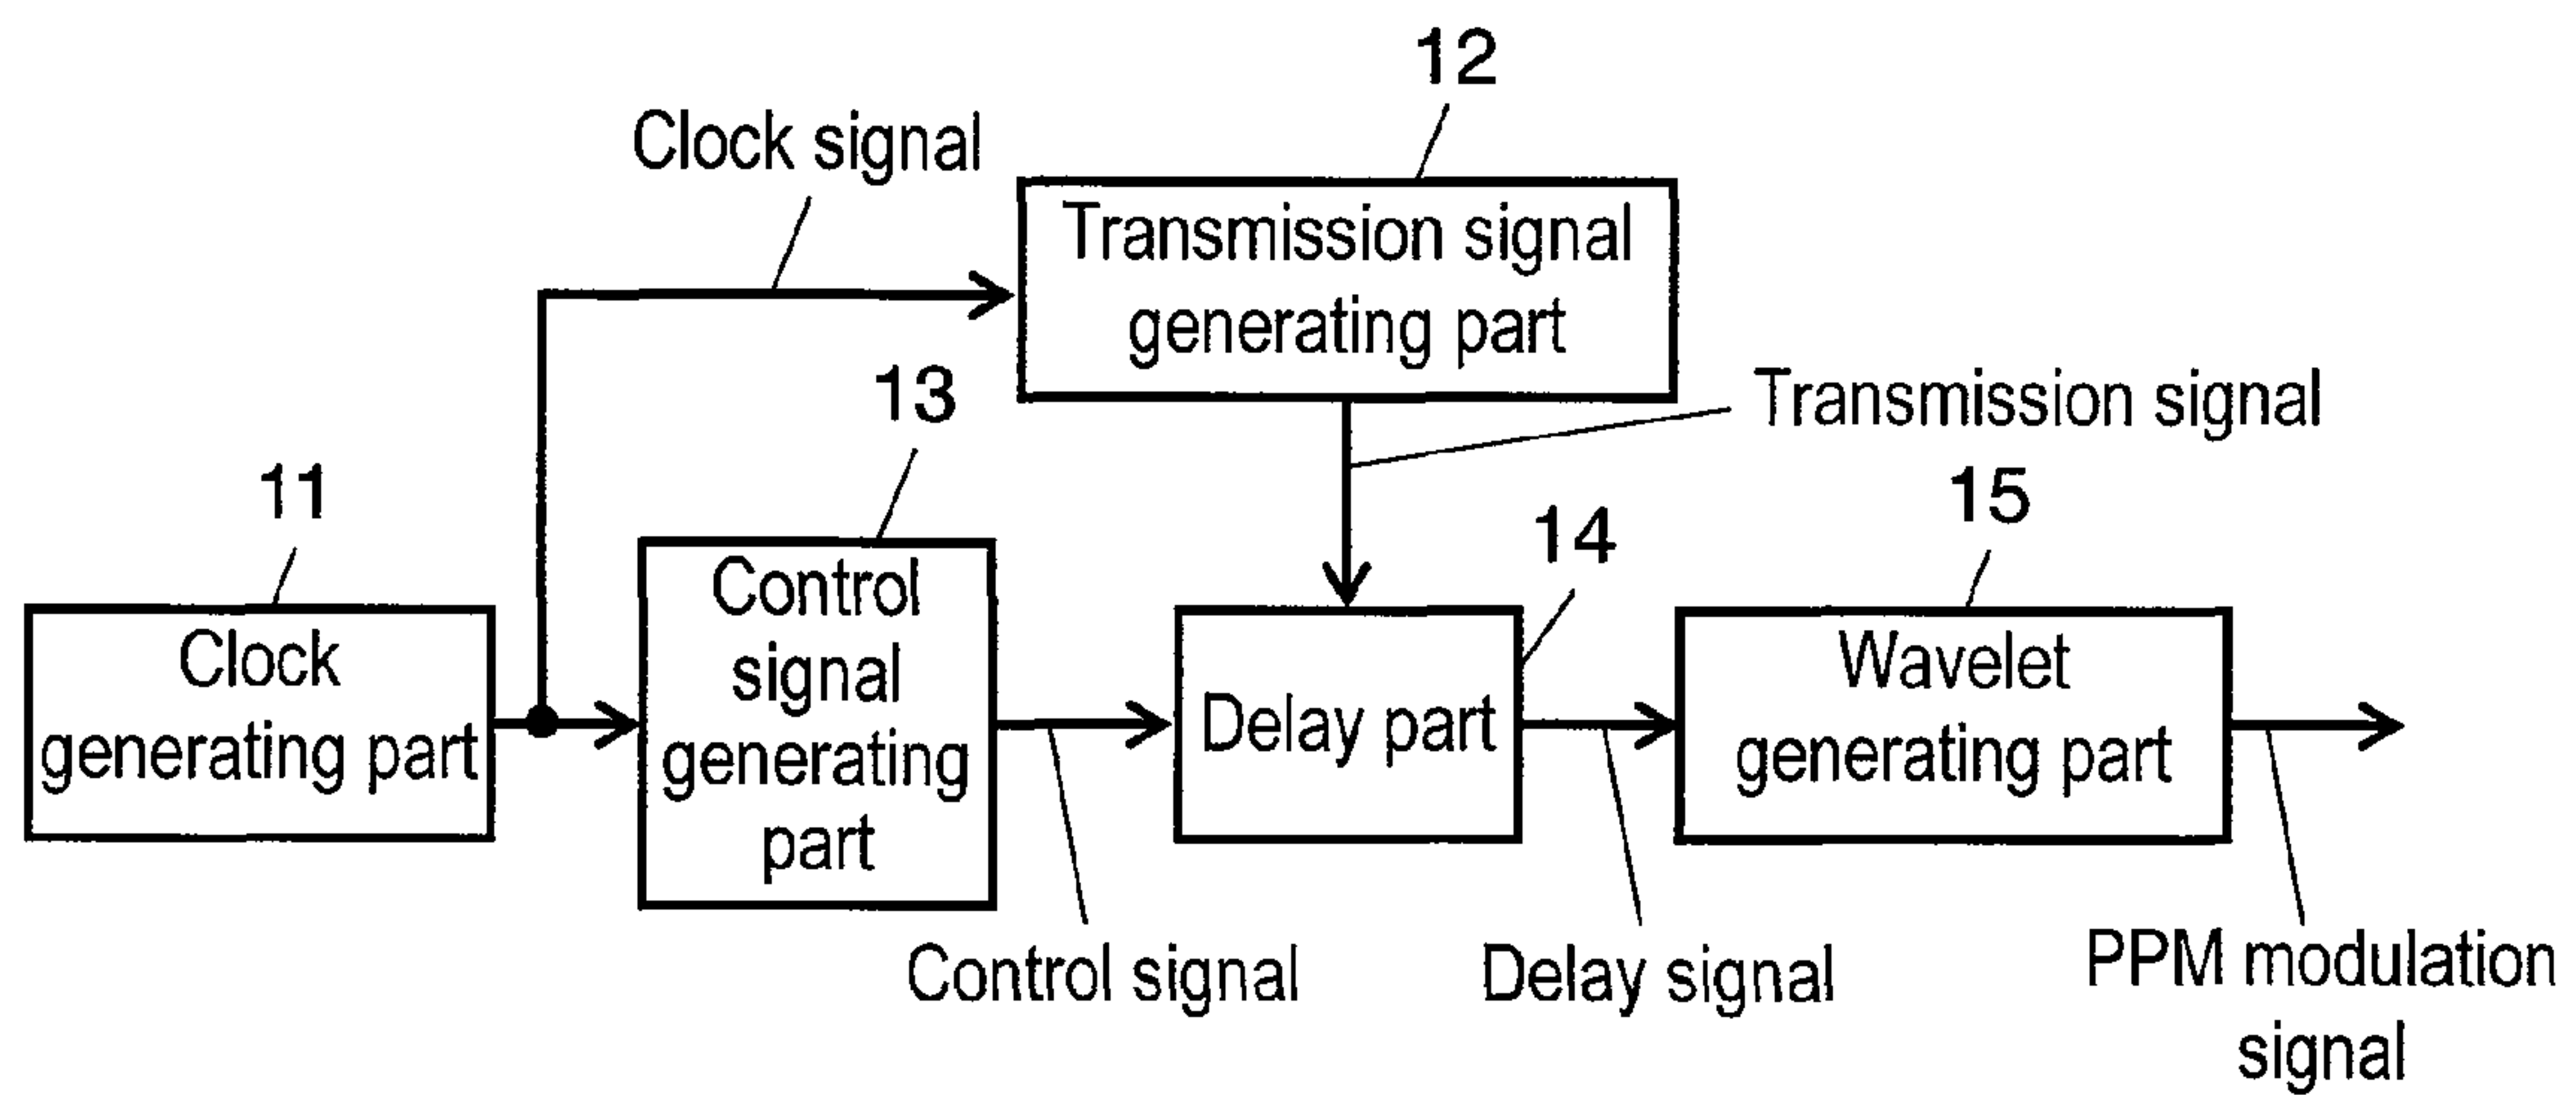 12
Clock signal
Transmission signal
generating part
13
Transmission signal
11
15
14
Control
signal
generating
part
Clock
generating part
Delay part
Wavelet
generating part
Control signal
Delay signal
PPM modulation
signal